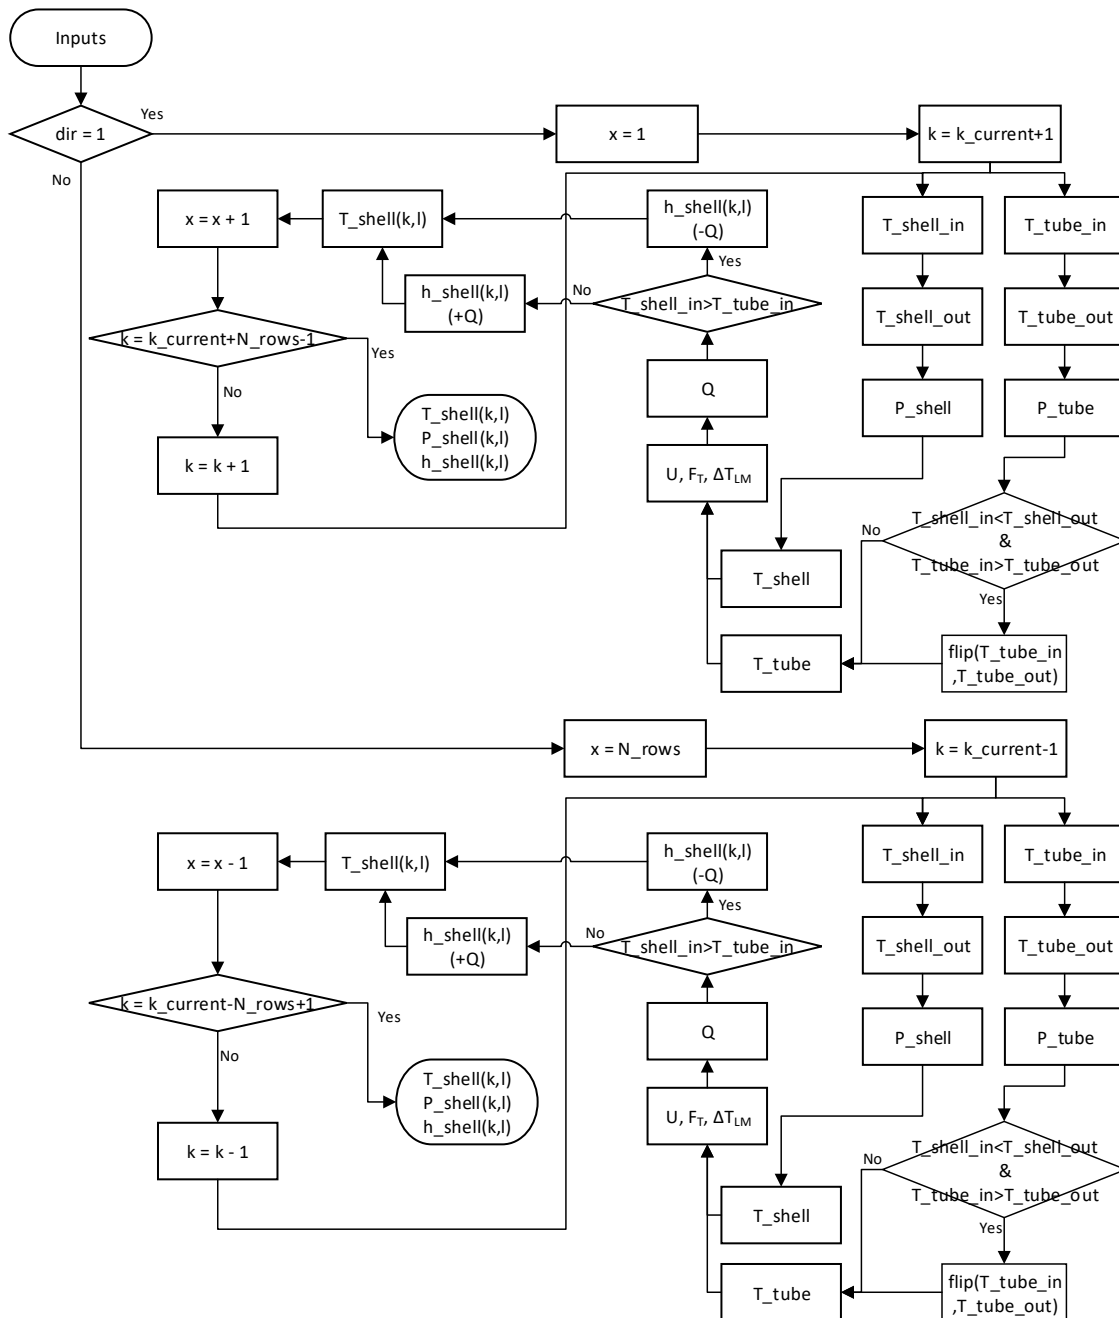 Inputs
dir = 1
Yes
No
x = 1
k = k_current+1
x = x + 1
T_shell(k,l)
h_shell(k,l)
(-Q)
T_shell_in
T_tube_in
Yes
No
h_shell(k,l)
(+Q)
T_shell_in>T_tube_in
T_shell_out
T_tube_out
k = k_current+N_rows-1
Yes
No
Q
P_shell
P_tube
T_shell(k,l)
P_shell(k,l)
h_shell(k,l)
k = k + 1
U, F_T, ΔT_LM
T_shell_in<T_shell_out
&
T_tube_in>T_tube_out
No
Yes
T_shell
T_tube
flip(T_tube_in
,T_tube_out)
x = N_rows
k = k_current-1
x = x - 1
T_shell(k,l)
h_shell(k,l)
(-Q)
T_shell_in
T_tube_in
Yes
No
h_shell(k,l)
(+Q)
T_shell_in>T_tube_in
T_shell_out
T_tube_out
k = k_current-N_rows+1
Yes
No
Q
P_shell
P_tube
T_shell(k,l)
P_shell(k,l)
h_shell(k,l)
k = k - 1
U, F_T, ΔT_LM
T_shell_in<T_shell_out
&
T_tube_in>T_tube_out
No
Yes
T_shell
T_tube
flip(T_tube_in
,T_tube_out)